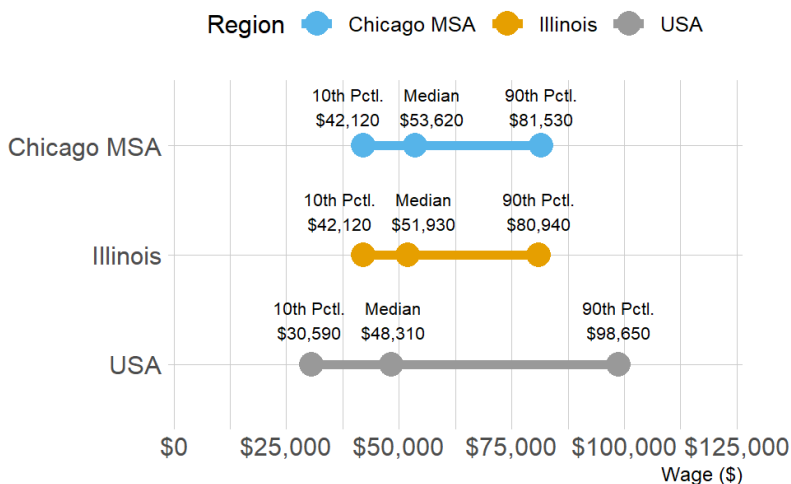 Region Chicago MSA Illinois USA
10th Pctl. Median 90th Pctl.
$42,120 $53,620 $81,530
Chicago MSA
10th Pctl. Median 90th Pctl.
$42,120 $51,930 $80,940
Illinois
10th Pctl. Median 90th Pctl.
$30,590 $48,310 $98,650
USA
$0 $25,000 $50,000 $75,000 $100,000 $125,000
Wage ($)